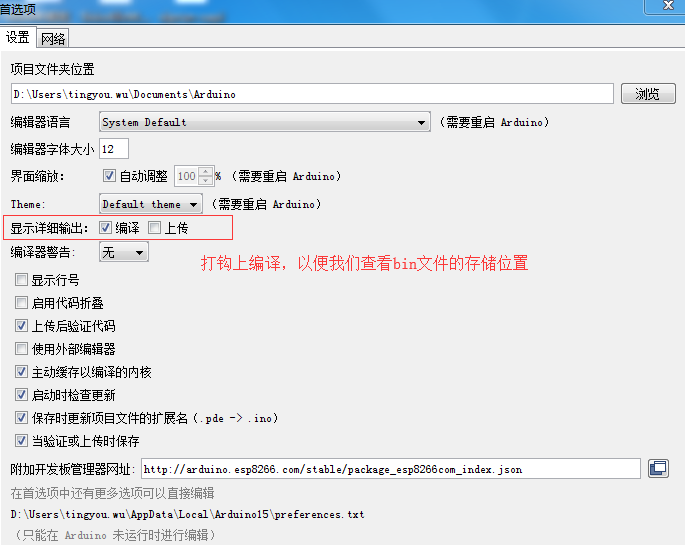 首选项
设置 网络
项目文件夹位置
D:\Users\tingyou.wu\Documents\Arduino 浏览
编辑器语言 System Default (需要重启 Arduino)
编辑器字体大小 12
界面缩放: 自动调整 100 % (需要重启 Arduino)
Theme: Default theme (需要重启 Arduino)
显示详细输出: 编译 上传
编译器警告: 无
打钩上编译，以便我们查看bin文件的存储位置
显示行号
启用代码折叠
上传后验证代码
使用外部编辑器
主动缓存以编译的内核
启动时检查更新
保存时更新项目文件的扩展名 (.pde -> .ino)
当验证或上传时保存
附加开发板管理器网址: http://arduino.esp8266.com/stable/package_esp8266com_index.json
在首选项中还有更多选项可以直接编辑
D:\Users\tingyou.wu\AppData\Local\Arduino15\preferences.txt
(只能在 Arduino 未运行时进行编辑)